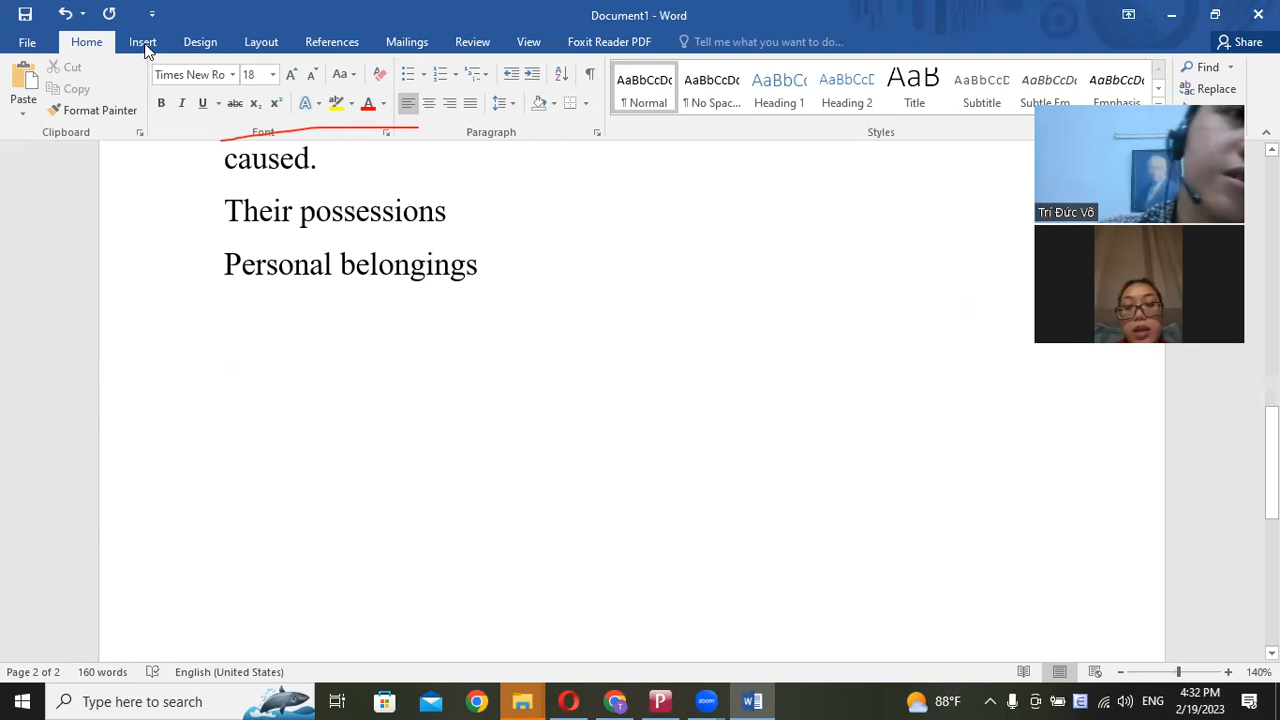 Document1 - Word
File
Home
Insert
Design
Layout
References
Mailings
Review
View
Foxit Reader PDF
Tell me what you want to do...
Share
Paste
Cut
Copy
Format Painter
Clipboard
Times New Ro
18
Font
Paragraph
AaBbCcDc
¶ Normal
AaBbCcDc
¶ No Spac...
AaBbCc
Heading 1
AaBbCcD
Heading 2
AaB
Title
AaBbCcD
Subtitle
AaBbCcDc
Subtle Em...
AaBbCcDc
Emphasis
Styles
Find
Replace
caused.
Their possessions
Personal belongings
Trí Đức Võ
Page 2 of 2
160 words
English (United States)
140%
Type here to search
zoom
88°F
ENG
4:32 PM
2/19/2023